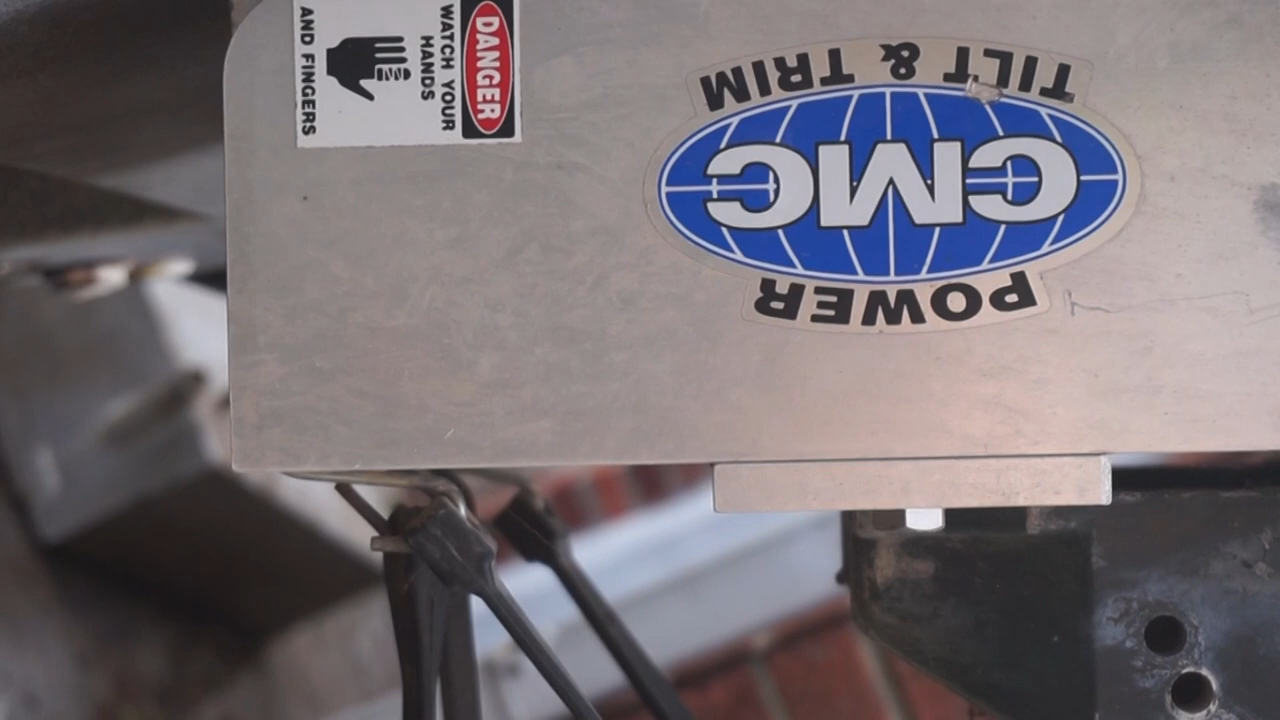 DANGER
WATCH YOUR
HANDS
AND FINGERS
POWER
CMC
TILT & TRIM